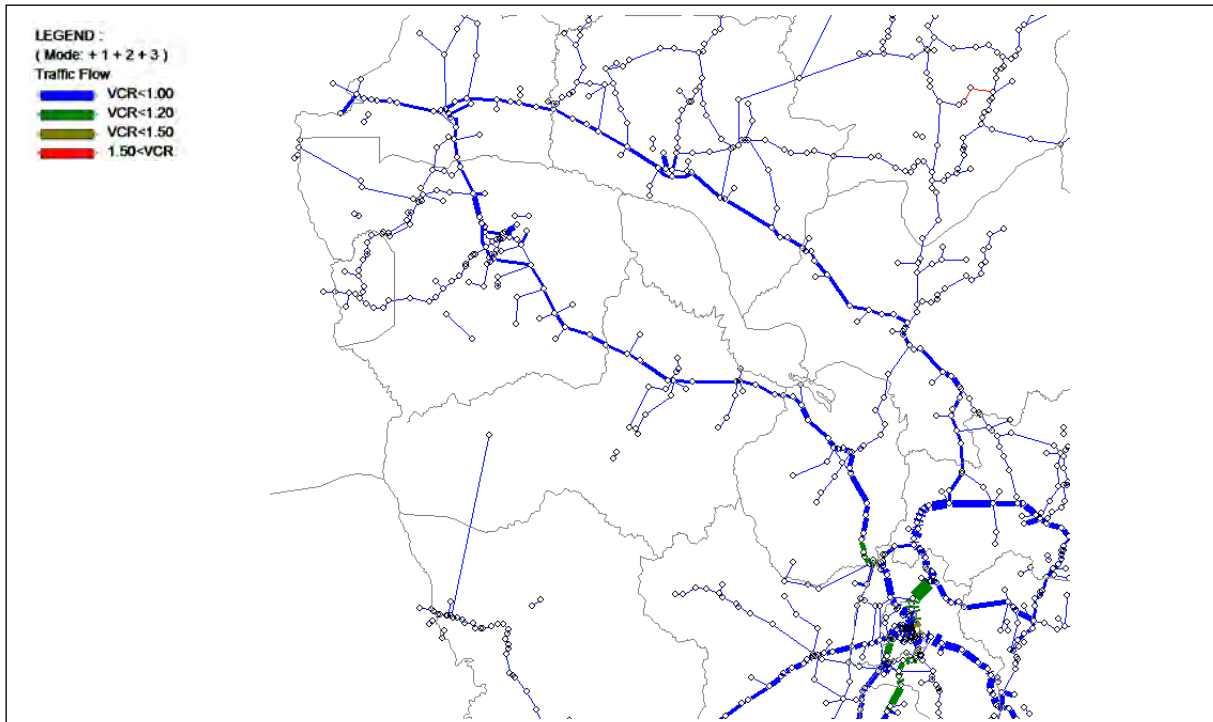 LEGEND :
( Mode: + 1 + 2 + 3 )
Traffic Flow
VCR<1.00
VCR<1.20
VCR<1.50
1.50<VCR